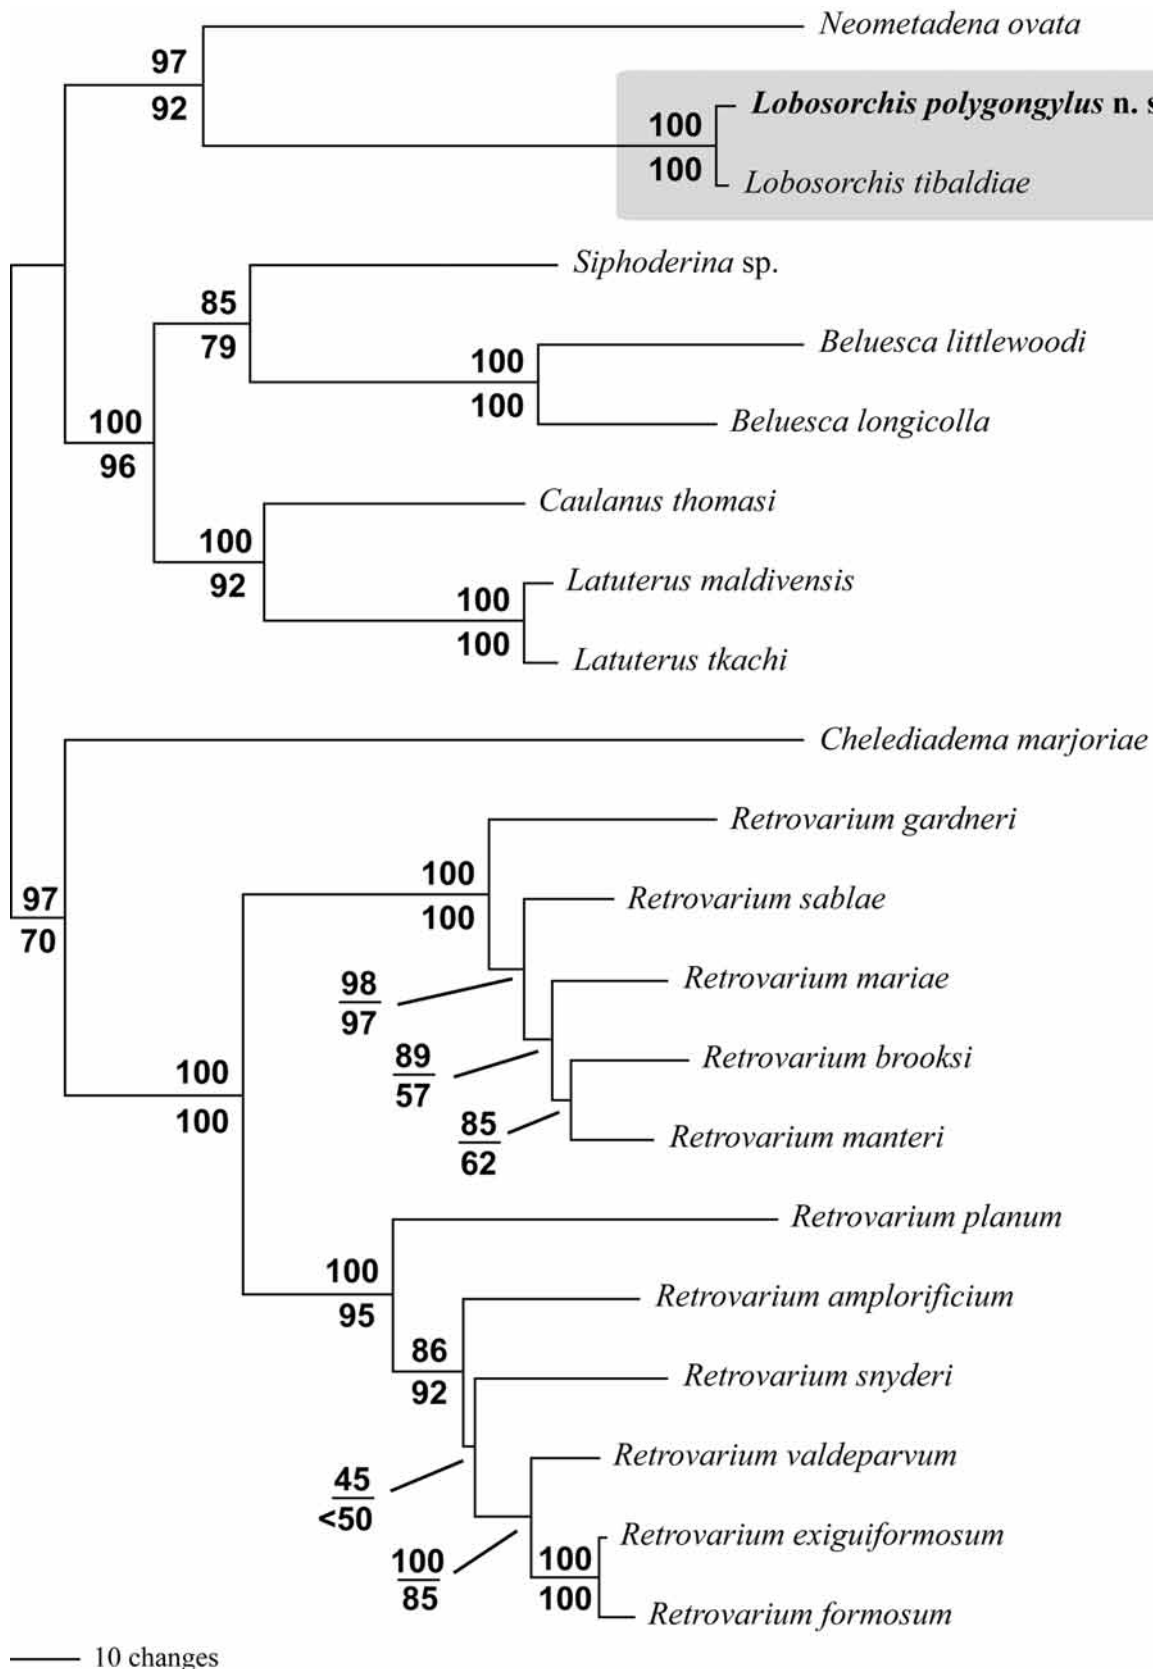 Neometadena ovata
97
92
Lobosorchis polygongylus n. s
100
100
Lobosorchis tibaldiae
Siphoderina sp.
85
79
Beluesca littlewoodi
100
100
Beluesca longicolla
100
96
Caulanus thomasi
100
92
Latuterus maldivensis
100
100
Latuterus tkachi
Chelediadema marjoriae
Retrovarium gardneri
100
100
97
70
Retrovarium sablae
98
97
Retrovarium mariae
89
57
Retrovarium brooksi
100
100
85
62
Retrovarium manteri
Retrovarium planum
100
95
Retrovarium amplorificium
86
92
Retrovarium snyderi
Retrovarium valdeparvum
45
<50
Retrovarium exiguiformosum
100
85
100
100
Retrovarium formosum
10 changes